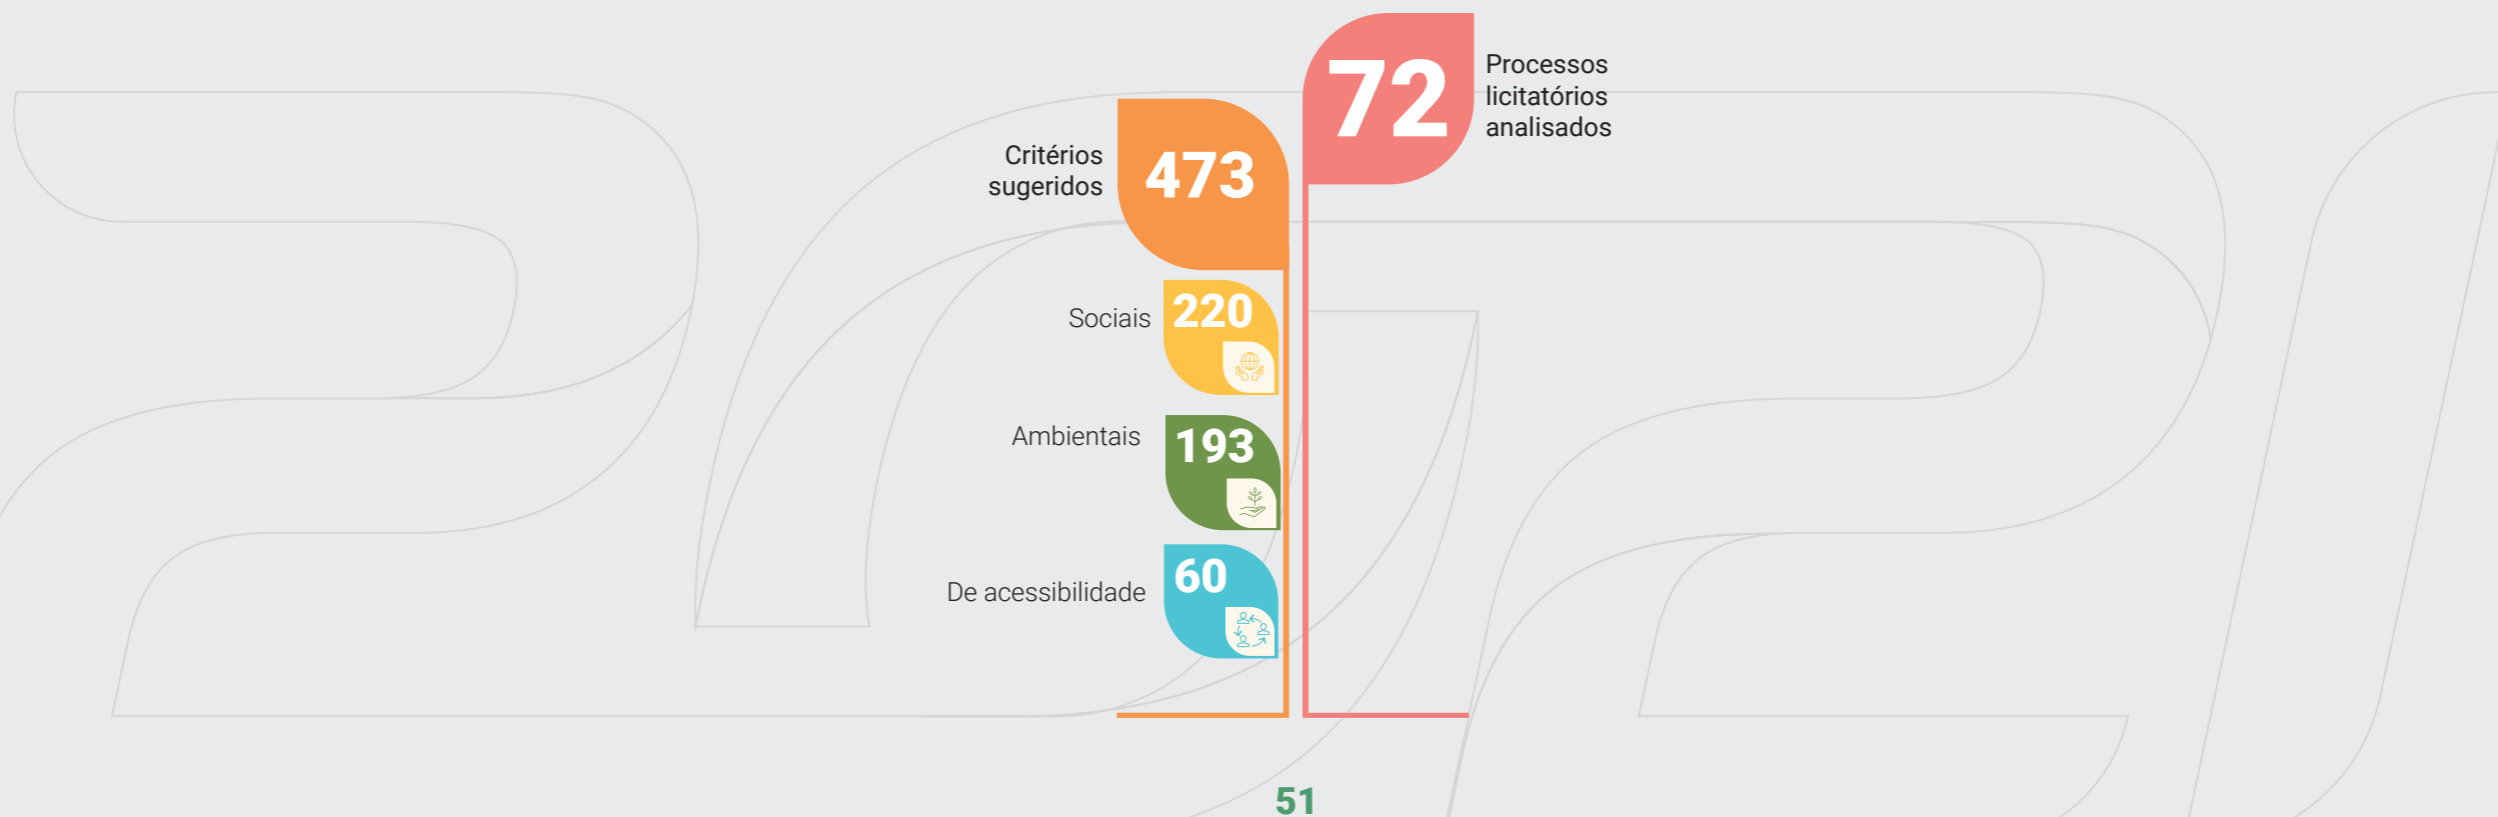 72
Processos
licitatórios
analisados
Critérios
sugeridos
473
Sociais
220
Ambientais
193
De acessibilidade
60
51